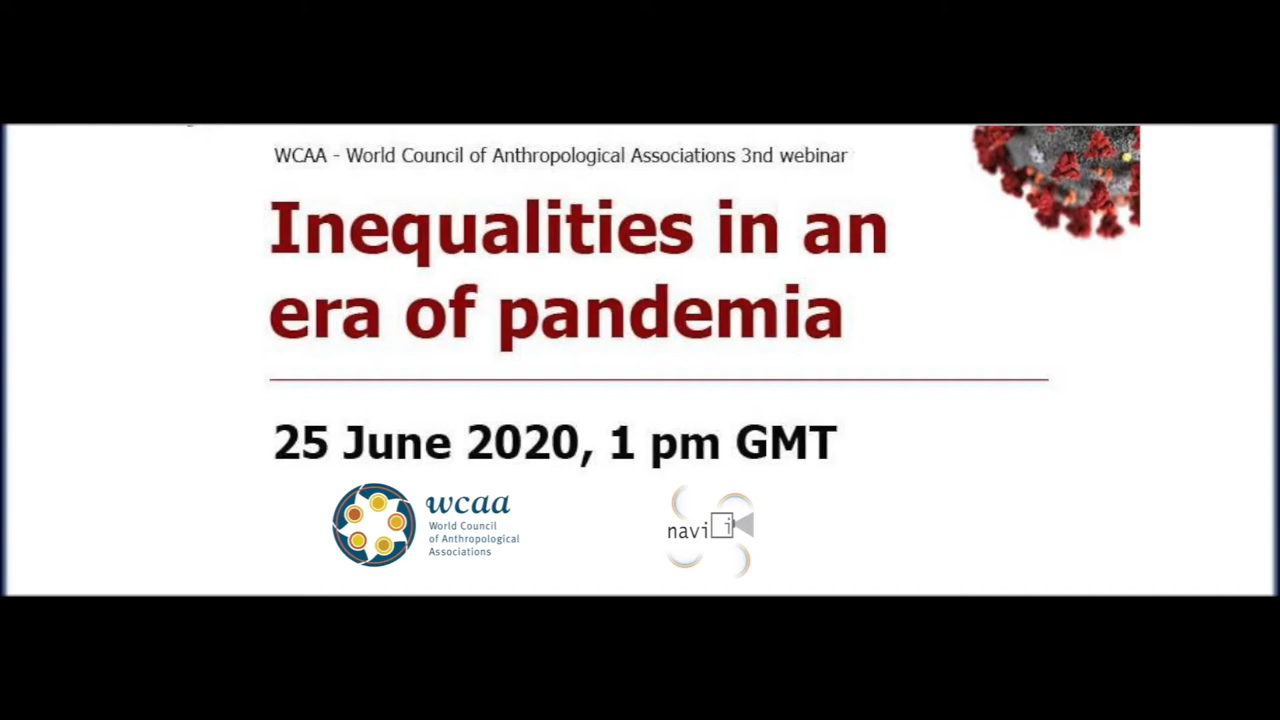 WCAA - World Council of Anthropological Associations 3nd webinar
Inequalities in an
era of pandemia
25 June 2020, 1 pm GMT
wcaa
World Council
of Anthropological
Associations
navi i